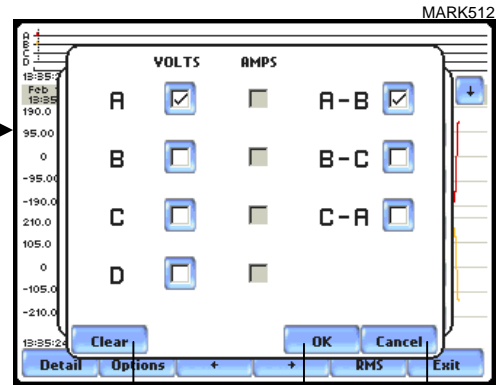 MARK512
A
B
C
D
VOLTS AMPS
A A-B
B B-C
C C-A
D
13:35:
Feb
13:35
190.0
95.00
0
-95.00
-190.0
210.0
105.0
0
-105.0
-210.0
13:35:24
Clear OK Cancel
Detail Options RMS Exit